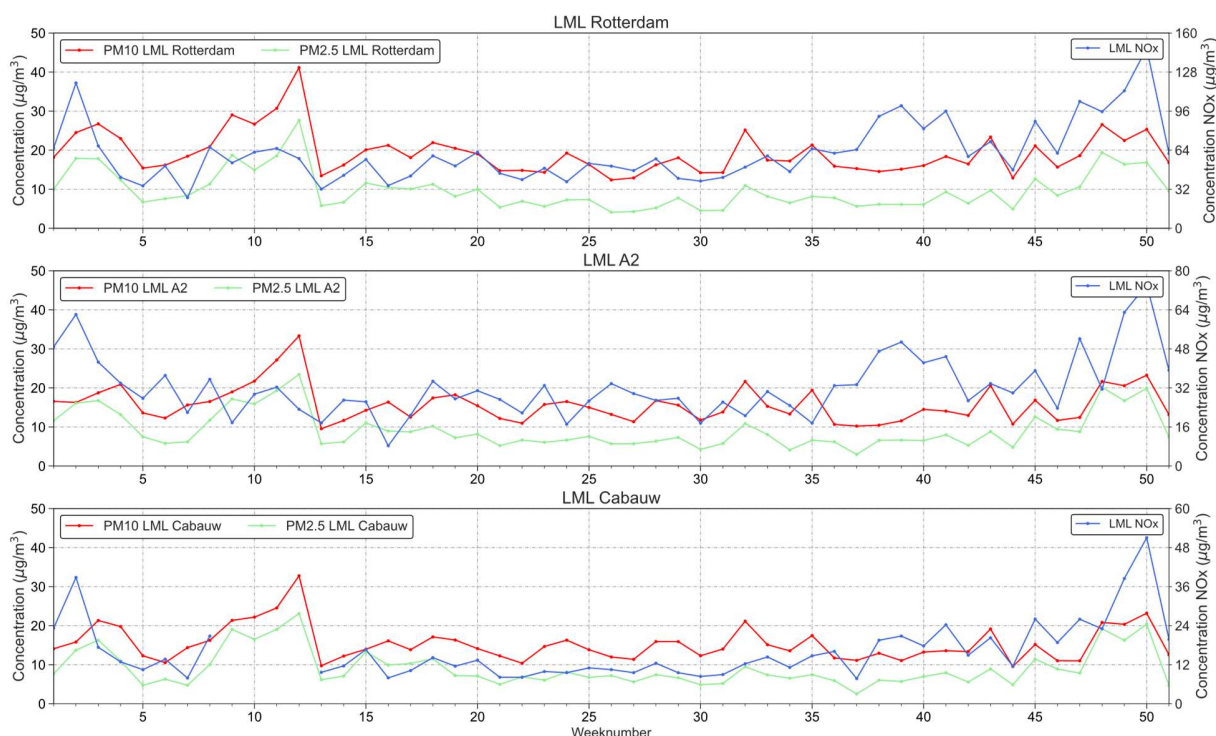 LML Rotterdam
Concentration (µg/m³)
50
40
30
20
10
0
PM10 LML Rotterdam
PM2.5 LML Rotterdam
LML NOx
160
128
96
64
32
0
Concentration NOx (µg/m³)
5 10 15 20 25 30 35 40 45 50
LML A2
Concentration (µg/m³)
50
40
30
20
10
0
PM10 LML A2
PM2.5 LML A2
LML NOx
80
64
48
32
16
0
Concentration NOx (µg/m³)
5 10 15 20 25 30 35 40 45 50
LML Cabauw
Concentration (µg/m³)
50
40
30
20
10
0
PM10 LML Cabauw
PM2.5 LML Cabauw
LML NOx
60
48
36
24
12
0
Concentration NOx (µg/m³)
5 10 15 20 25 30 35 40 45 50
Weeknumber